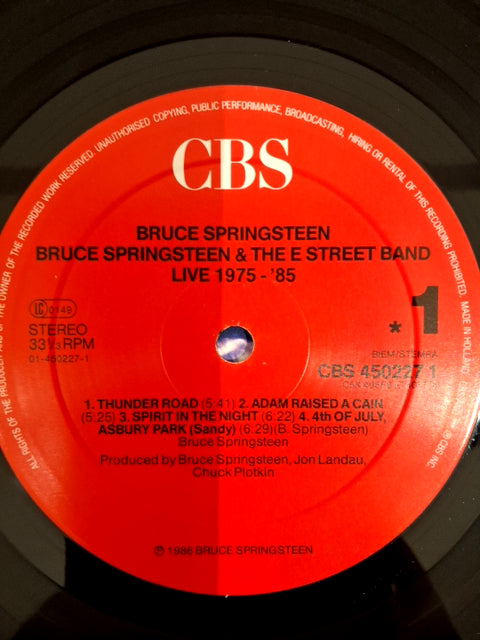 ALL RIGHTS OF THE PRODUCER AND OF THE OWNER OF THE RECORDED WORK RESERVED. UNAUTHORISED COPYING, PUBLIC PERFORMANCE, BROADCASTING, HIRING OR RENTAL OF THIS RECORDING PROHIBITED. MADE IN HOLLAND
CBS
BRUCE SPRINGSTEEN
BRUCE SPRINGSTEEN & THE E STREET BAND
LIVE 1975-'85
LC 0149
STEREO
33⅓ RPM
01-450227-1
* 1
BIEM/STEMRA
CBS 450227 1
1. THUNDER ROAD (5:41) 2. ADAM RAISED A CAIN
(5:25) 3. SPIRIT IN THE NIGHT (6:22) 4. 4th OF JULY,
ASBURY PARK (Sandy) (6:29)(B. Springsteen)
Bruce Springsteen
Produced by Bruce Springsteen, Jon Landau,
Chuck Plotkin
℗ 1986 BRUCE SPRINGSTEEN
CBS INC